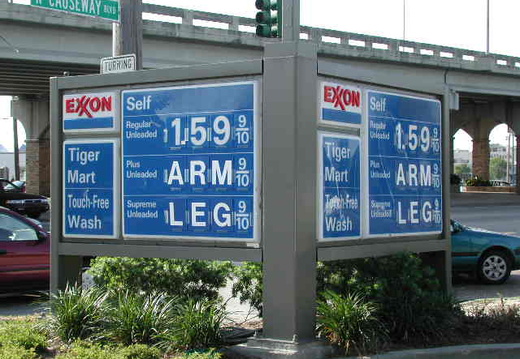 N CAUSEWAY BLVD
TURNING
EXXON
Tiger
Mart
Touch-Free
Wash
Self
Regular
Unleaded
1.59 9/10
Plus
Unleaded
ARM 9/10
Supreme
Unleaded
LEG 9/10
EXXON
Tiger
Mart
Touch-Free
Wash
Self
Regular
Unleaded
1.59 9/10
Plus
Unleaded
ARM 9/10
Supreme
Unleaded
LEG 9/10